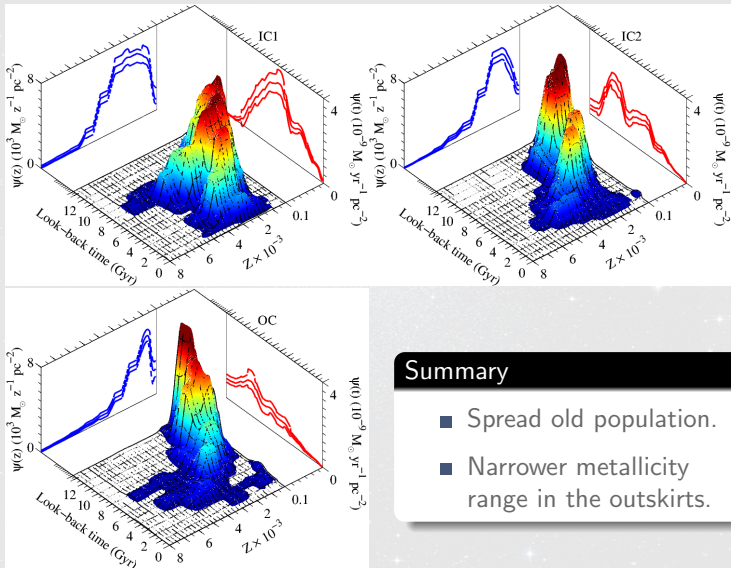 IC1
8
4
0
0
ψ(z) (10³ M⊙ z⁻¹ pc⁻²)
ψ(t) (10⁻⁹ M⊙ yr⁻¹ pc⁻²)
12
10
8
6
4
2
0
Look-back time (Gyr)
8
6
4
2
0.1
Z× 10⁻³
IC2
8
4
0
0
ψ(z) (10³ M⊙ z⁻¹ pc⁻²)
ψ(t) (10⁻⁹ M⊙ yr⁻¹ pc⁻²)
12
10
8
6
4
2
0
Look-back time (Gyr)
8
6
4
2
0.1
Z× 10⁻³
OC
8
4
0
0
ψ(z) (10³ M⊙ z⁻¹ pc⁻²)
ψ(t) (10⁻⁹ M⊙ yr⁻¹ pc⁻²)
12
10
8
6
4
2
0
Look-back time (Gyr)
8
6
4
2
0.1
Z× 10⁻³
Summary
Spread old population.
Narrower metallicity
range in the outskirts.